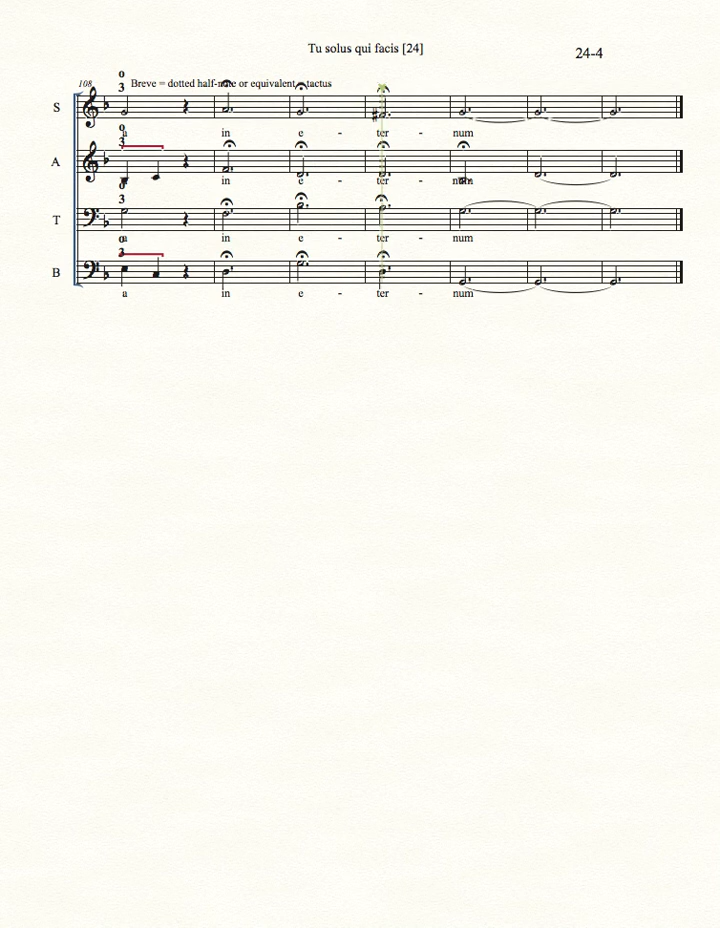 Tu solus qui facis [24]
24-4
108
o
3
Breve = dotted half-note or equivalent tactus
S
a in e - ter - num
o
3
A
a in e - ter - num
o
3
T
a in e - ter - num
o
3
B
a in e - ter - num